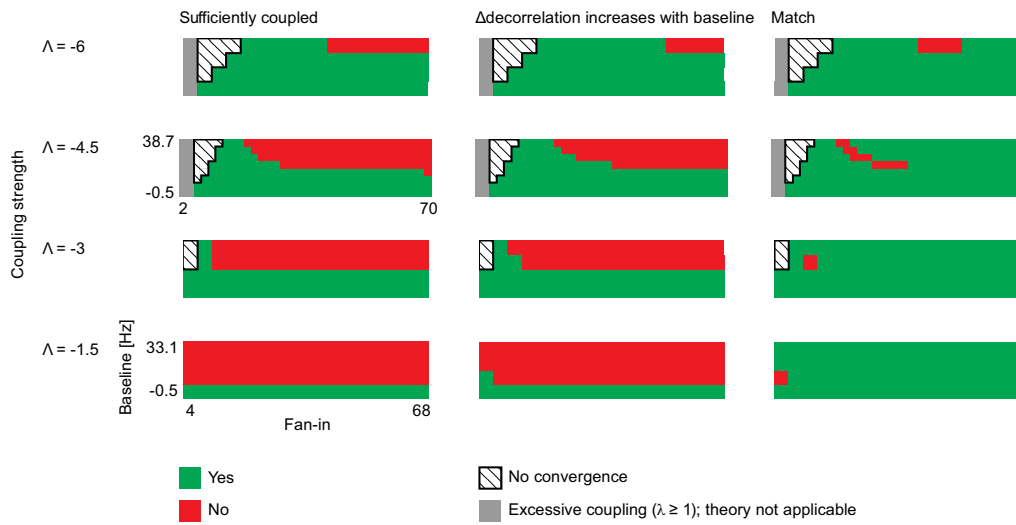 Sufficiently coupled
Δdecorrelation increases with baseline
Match
Coupling strength
Λ = -6
Λ = -4.5
38.7
-0.5
2
70
Λ = -3
Λ = -1.5
Baseline [Hz]
33.1
-0.5
4
68
Fan-in
Yes
No
No convergence
Excessive coupling (λ ≥ 1); theory not applicable